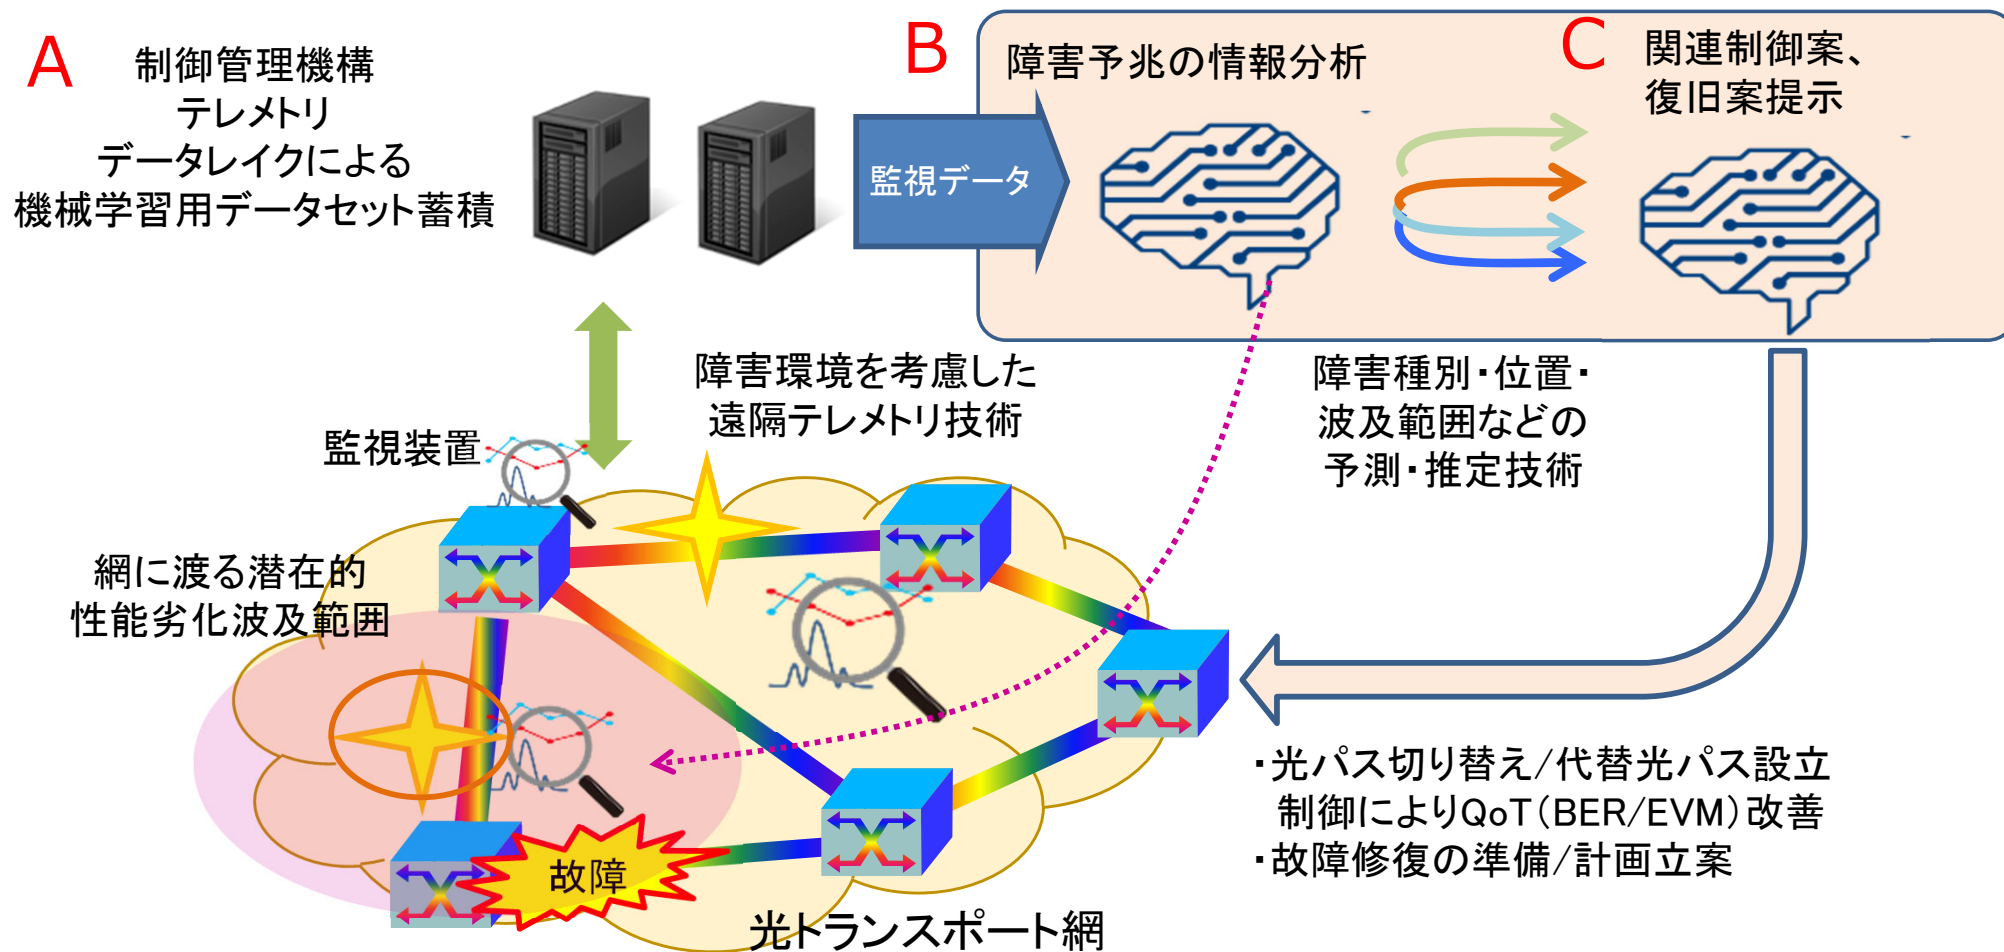 A
制御管理機構
テレメトリ
データレイクによる
機械学習用データセット蓄積
監視データ
B
障害予兆の情報分析
C
関連制御案、
復旧案提示
障害環境を考慮した
遠隔テレメトリ技術
障害種別・位置・
波及範囲などの
予測・推定技術
監視装置
網に渡る潜在的
性能劣化波及範囲
故障
光トランスポート網
・光パス切り替え/代替光パス設立
制御によりQoT(BER/EVM)改善
・故障修復の準備/計画立案